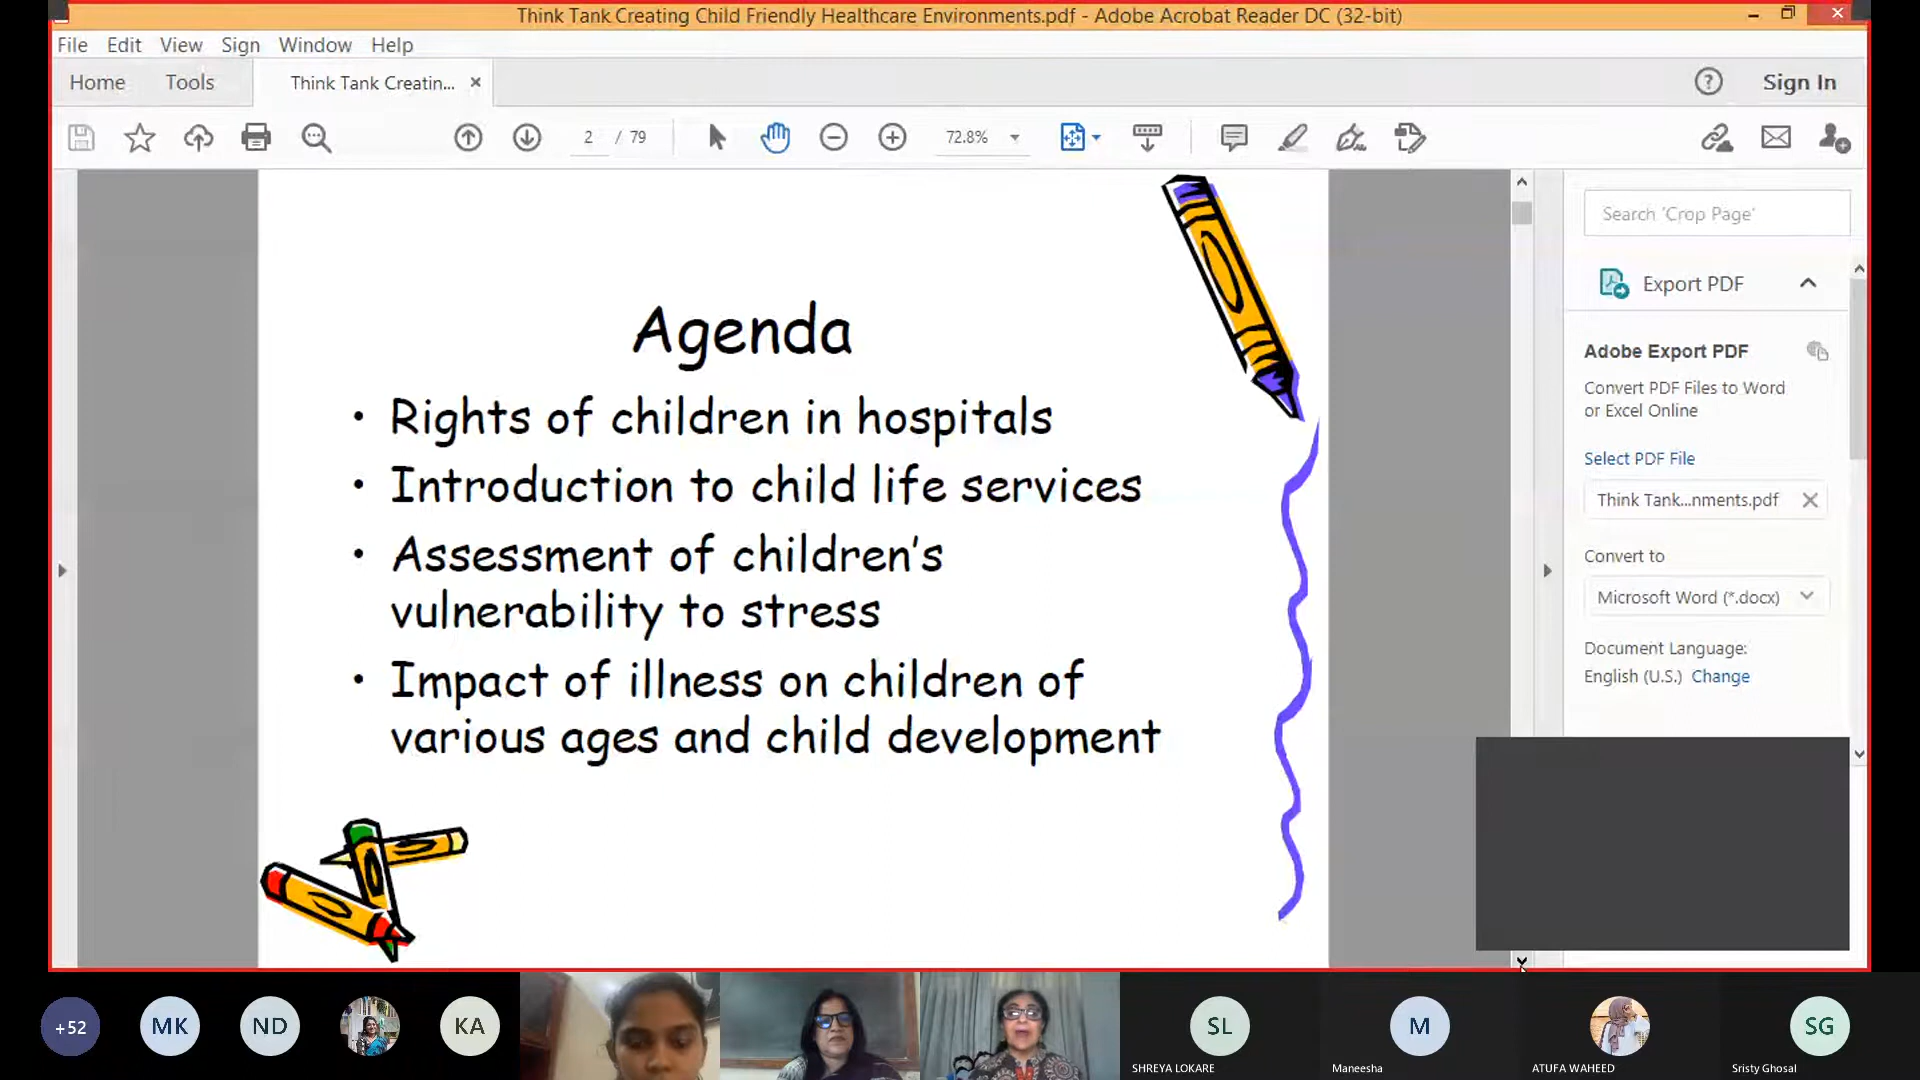 Think Tank Creating Child Friendly Healthcare Environments.pdf - Adobe Acrobat Reader DC (32-bit)
File Edit View Sign Window Help
Home Tools Think Tank Creatin... Sign In
2 / 79 72.8%
Search 'Crop Page'
Export PDF
Adobe Export PDF
Convert PDF Files to Word
or Excel Online
Select PDF File
Think Tank...nments.pdf
Convert to
Microsoft Word (*.docx)
Document Language:
English (U.S.) Change
Agenda
• Rights of children in hospitals
• Introduction to child life services
• Assessment of children's
vulnerability to stress
• Impact of illness on children of
various ages and child development
+52 MK ND KA SL M SG
SHREYA LOKARE Maneesha ATUFA WAHEED Sristy Ghosal